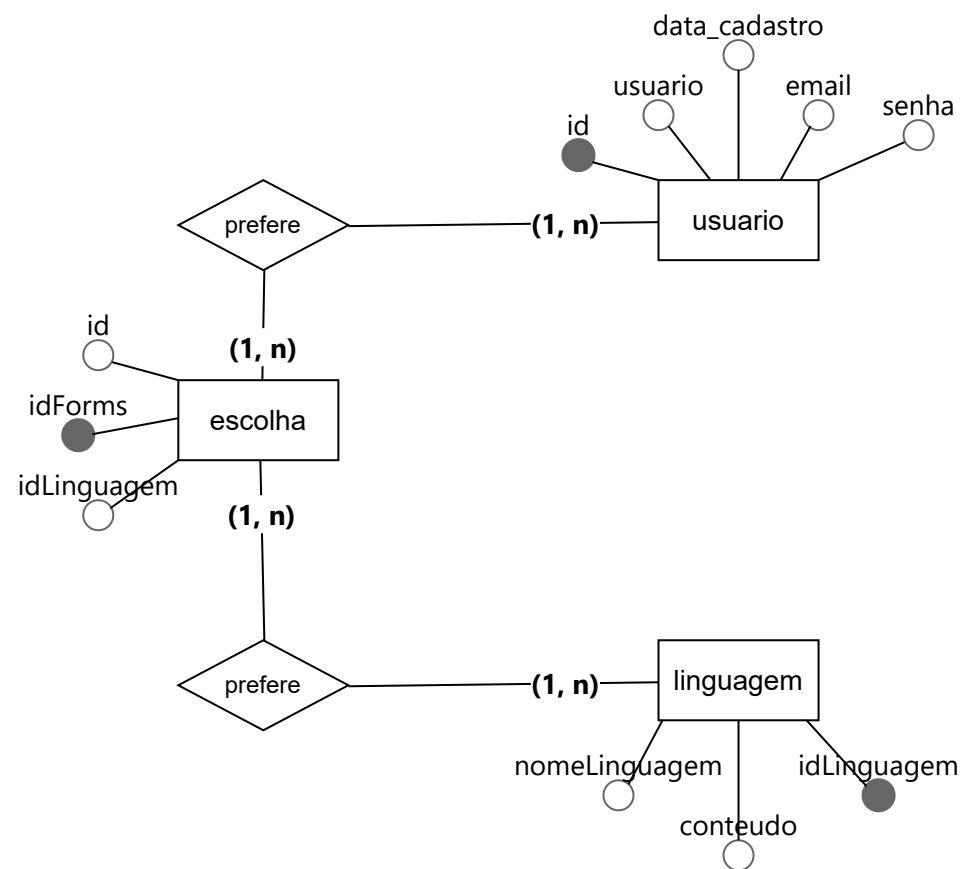 data_cadastro
usuario
email
senha
id
prefere
(1, n)
usuario
id
(1, n)
idForms
escolha
idLinguagem
(1, n)
prefere
(1, n)
linguagem
nomeLinguagem
idLinguagem
conteudo